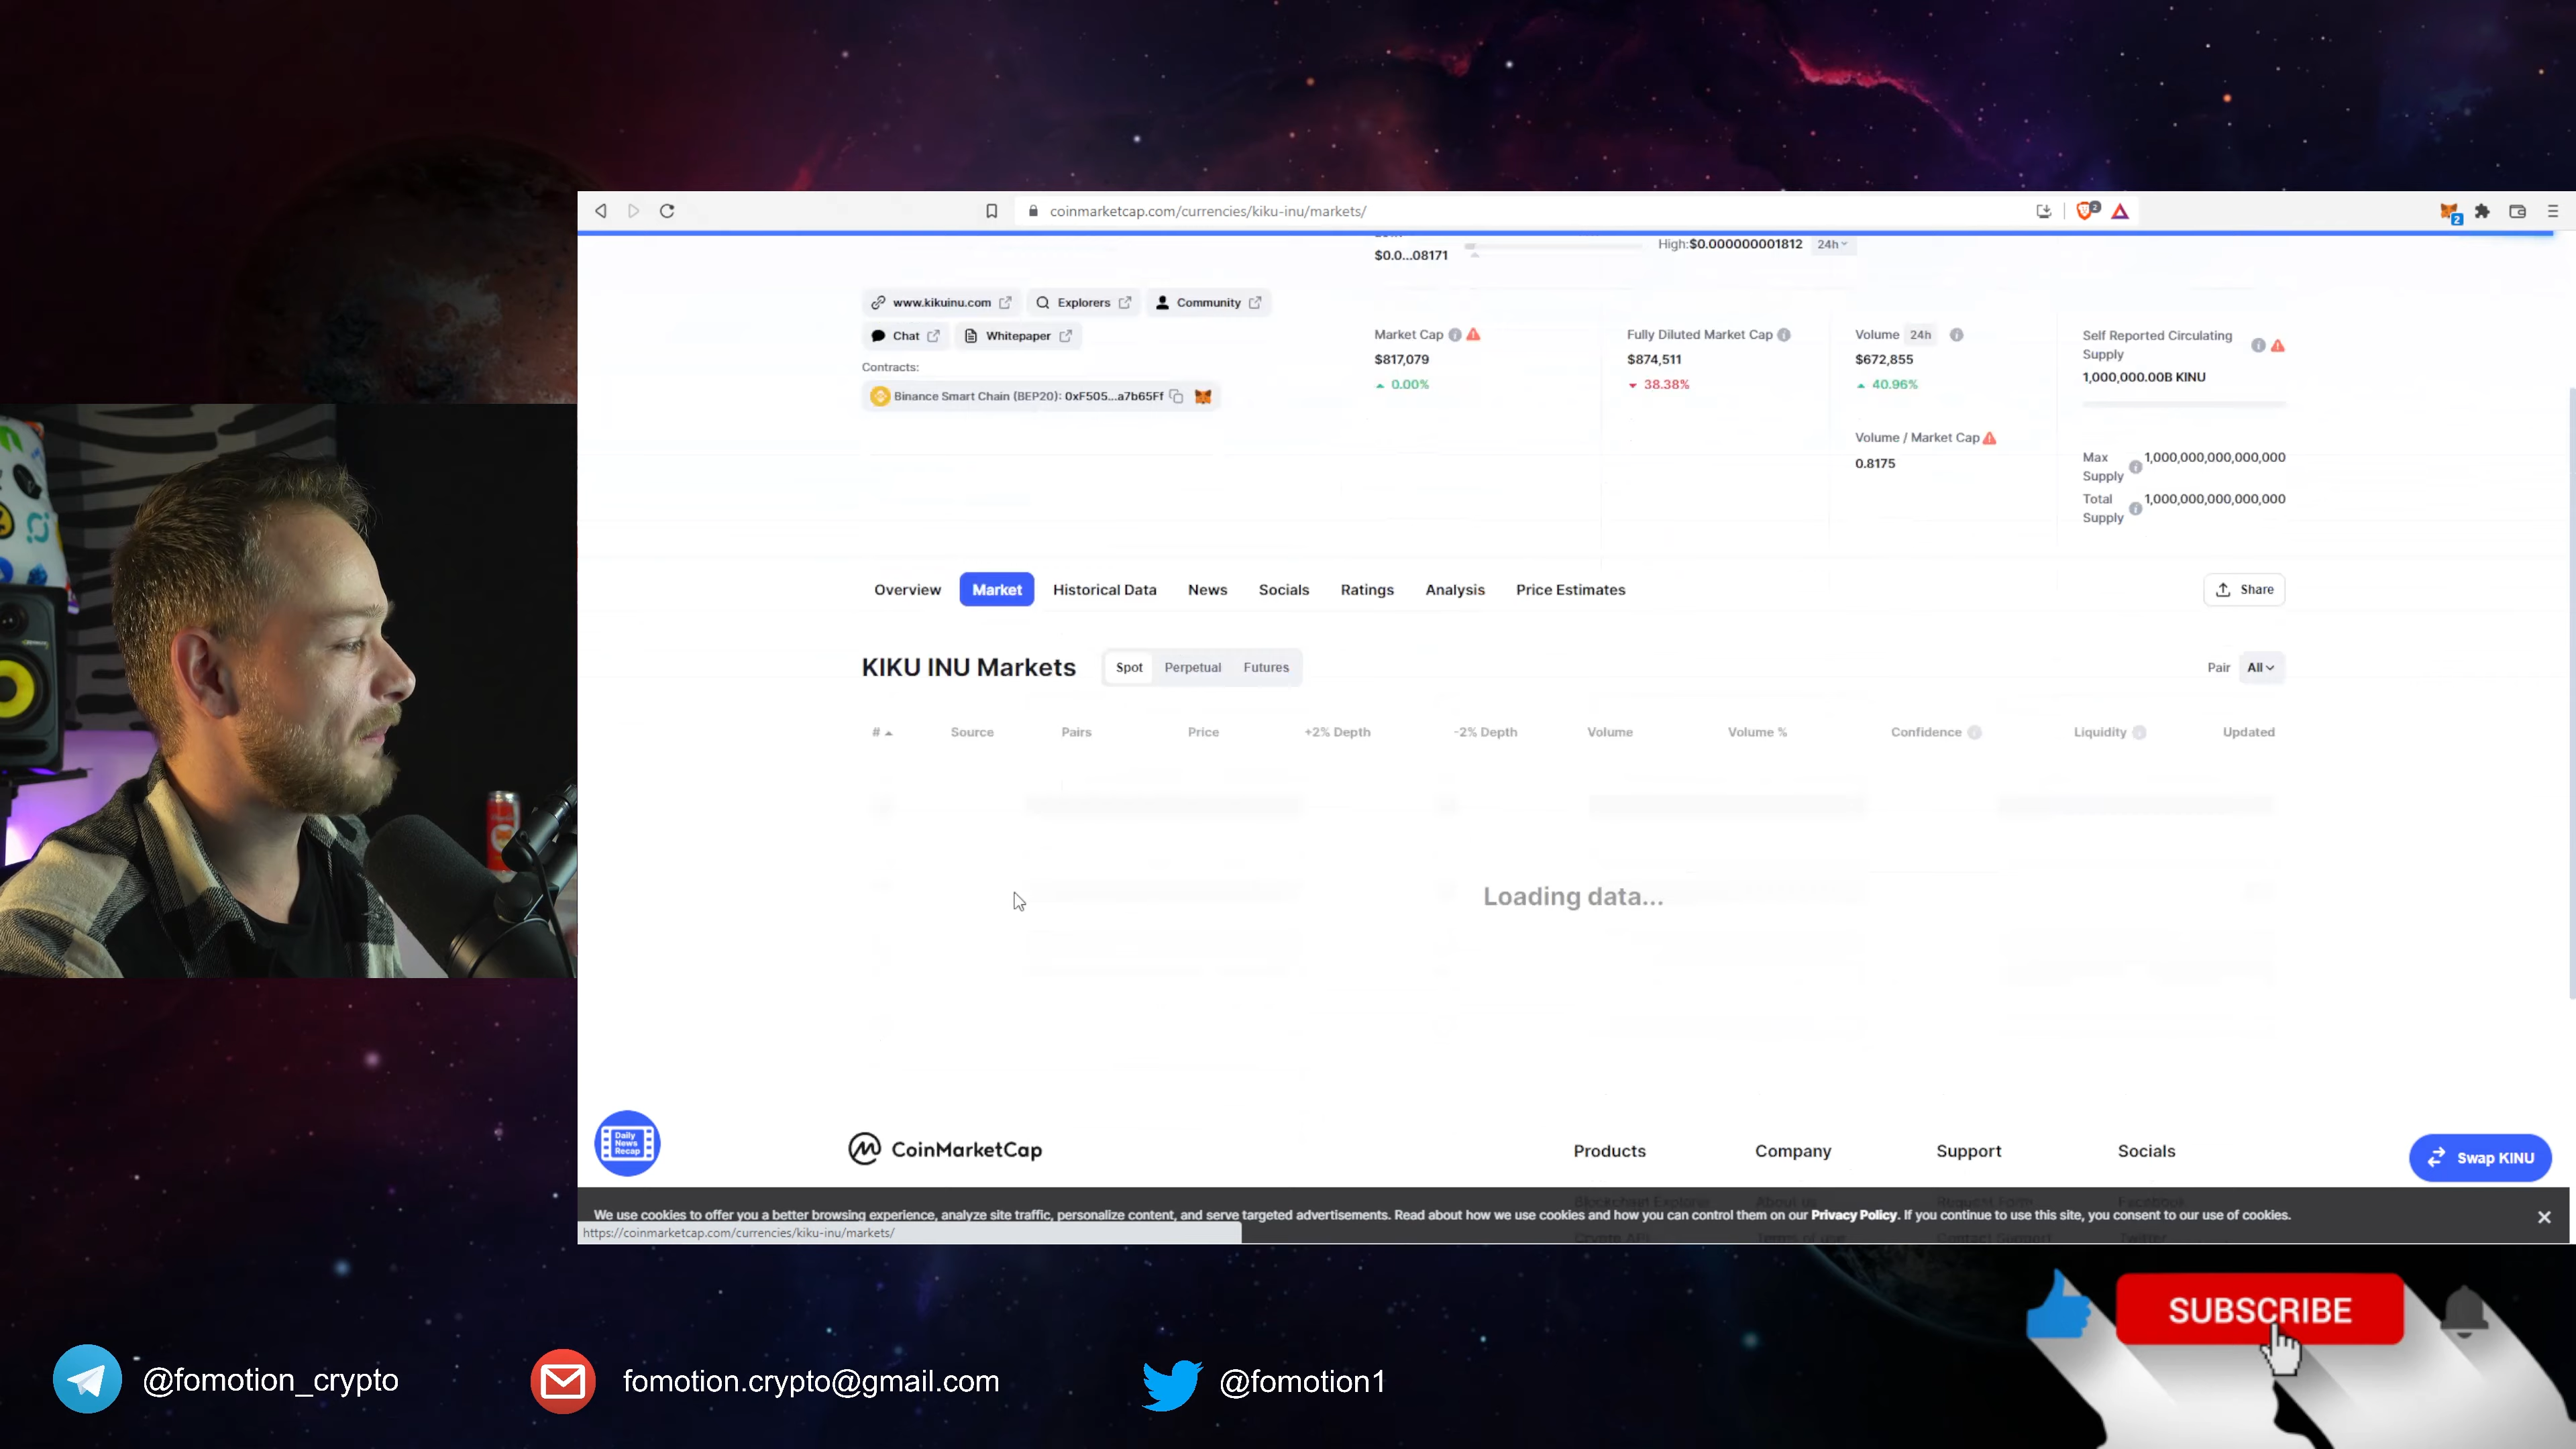 coinmarketcap.com/currencies/kiku-inu/markets/
2
2
$0.0...08171
High:$0.000000001812 24h
www.kikuinu.com Explorers Community
Chat Whitepaper
Contracts:
Binance Smart Chain (BEP20): 0xF505...a7b65Ff
Market Cap
$817,079
0.00%
Fully Diluted Market Cap
$874,511
38.38%
Volume 24h
$672,855
40.96%
Volume / Market Cap
0.8175
Self Reported Circulating
Supply
1,000,000.00B KINU
Max
Supply
1,000,000,000,000,000
Total
Supply
1,000,000,000,000,000
Overview Market Historical Data News Socials Ratings Analysis Price Estimates
Share
KIKU INU Markets Spot Perpetual Futures
Pair All
# Source Pairs Price +2% Depth -2% Depth Volume Volume % Confidence Liquidity Updated
Loading data...
Daily
News
Recap
CoinMarketCap
Products Company Support Socials
Swap KINU
We use cookies to offer you a better browsing experience, analyze site traffic, personalize content, and serve targeted advertisements. Read about how we use cookies and how you can control them on our Privacy Policy. If you continue to use this site, you consent to our use of cookies.
https://coinmarketcap.com/currencies/kiku-inu/markets/
SUBSCRIBE
@fomotion_crypto
fomotion.crypto@gmail.com
@fomotion1